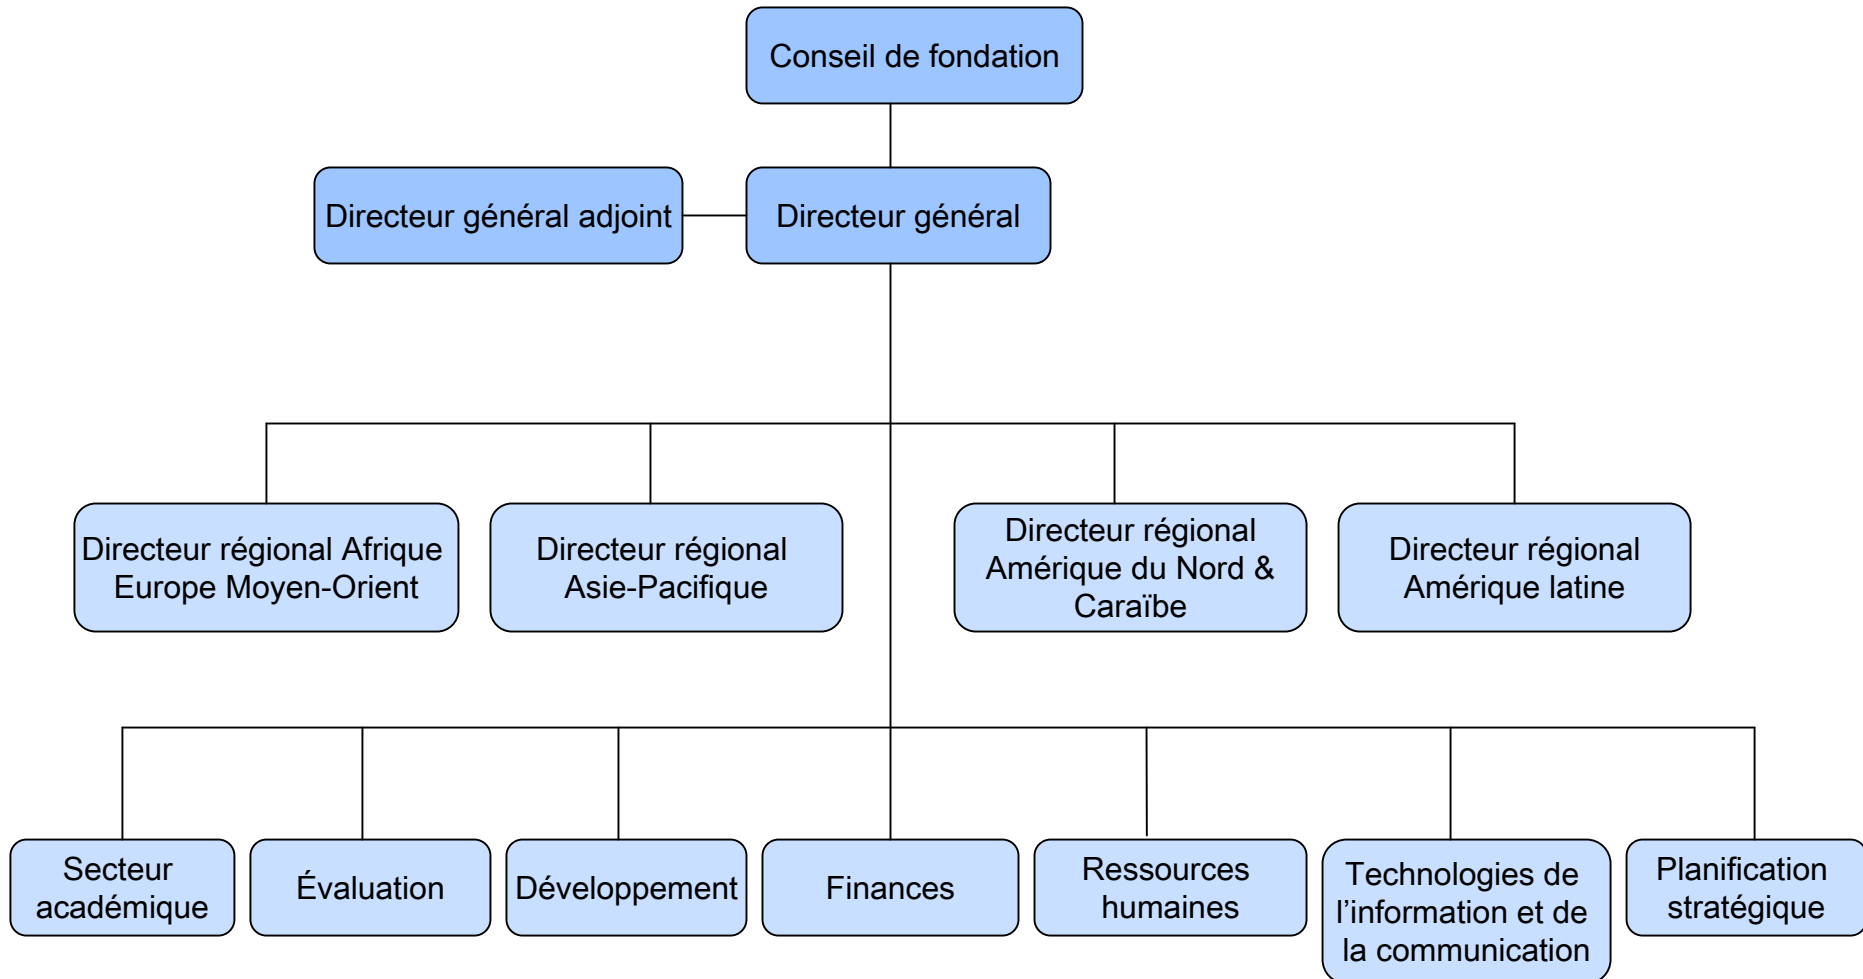 Conseil de fondation
Directeur général adjoint
Directeur général
Directeur régional Afrique
Europe Moyen-Orient
Directeur régional
Asie-Pacifique
Directeur régional
Amérique du Nord &
Caraïbe
Directeur régional
Amérique latine
Secteur
académique
Évaluation
Développement
Finances
Ressources
humaines
Technologies de
l’information et de
la communication
Planification
stratégique